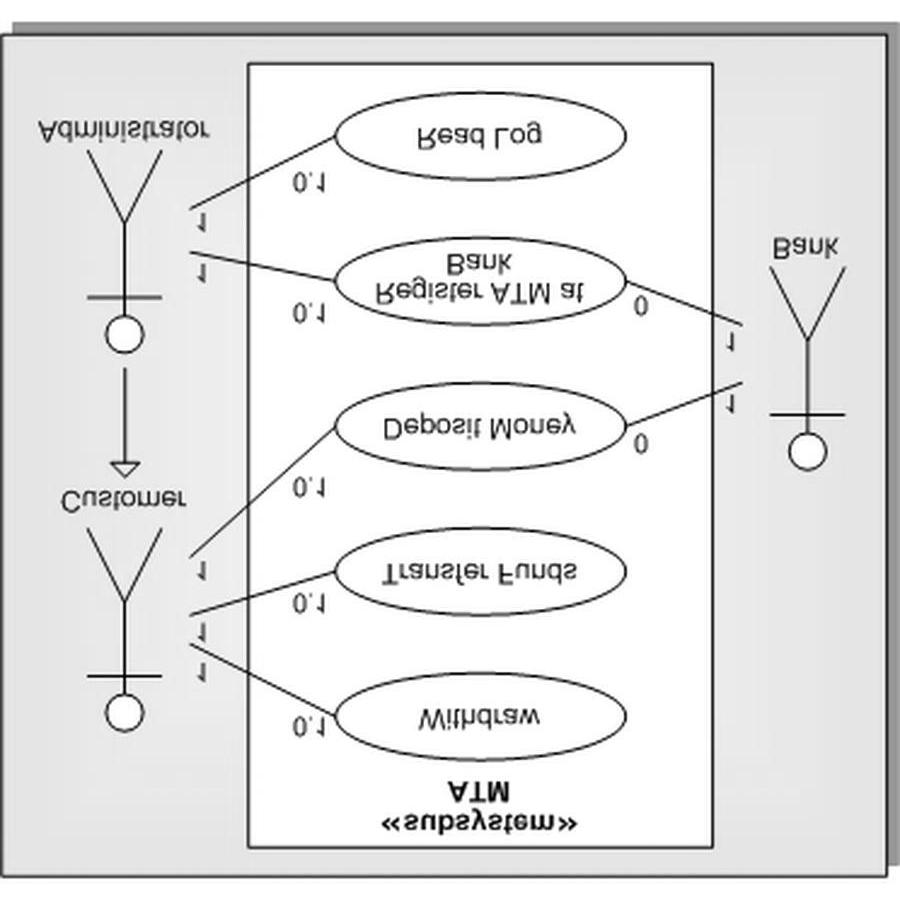 «subsystem»
ATM
Withdraw
0.1
1
1
0.1
Transfer Funds
1
Customer
0.1
Deposit Money
0
1
Bank
1
0
Register ATM at
Bank
0.1
1
1
0.1
Read Log
Administrator